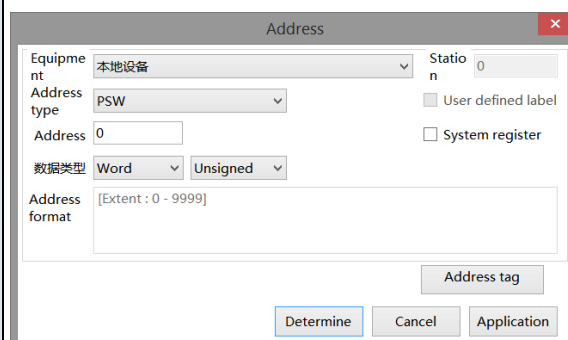 Address
Equipme
nt
本地设备
Statio
n
0
Address
type
PSW
User defined label
Address
0
System register
数据类型
Word
Unsigned
Address
format
[Extent : 0 - 9999]
Address tag
Determine
Cancel
Application